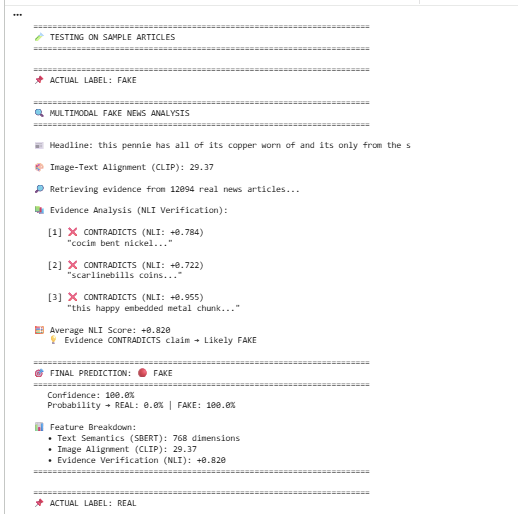 ...
======================================================================
🧪 TESTING ON SAMPLE ARTICLES
======================================================================
======================================================================
📌 ACTUAL LABEL: FAKE
======================================================================
🔍 MULTIMODAL FAKE NEWS ANALYSIS
======================================================================
📰 Headline: this pennie has all of its copper worn of and its only from the s
🎨 Image-Text Alignment (CLIP): 29.37
🔎 Retrieving evidence from 12094 real news articles...
📚 Evidence Analysis (NLI Verification):
[1] ❌ CONTRADICTS (NLI: +0.784)
"cocim bent nickel..."
[2] ❌ CONTRADICTS (NLI: +0.722)
"scarlinebills coins..."
[3] ❌ CONTRADICTS (NLI: +0.955)
"this happy embedded metal chunk..."
🧮 Average NLI Score: +0.820
💡 Evidence CONTRADICTS claim → Likely FAKE
======================================================================
🎯 FINAL PREDICTION: 🔴 FAKE
======================================================================
Confidence: 100.0%
Probability → REAL: 0.0% | FAKE: 100.0%
📊 Feature Breakdown:
• Text Semantics (SBERT): 768 dimensions
• Image Alignment (CLIP): 29.37
• Evidence Verification (NLI): +0.820
======================================================================
======================================================================
📌 ACTUAL LABEL: REAL